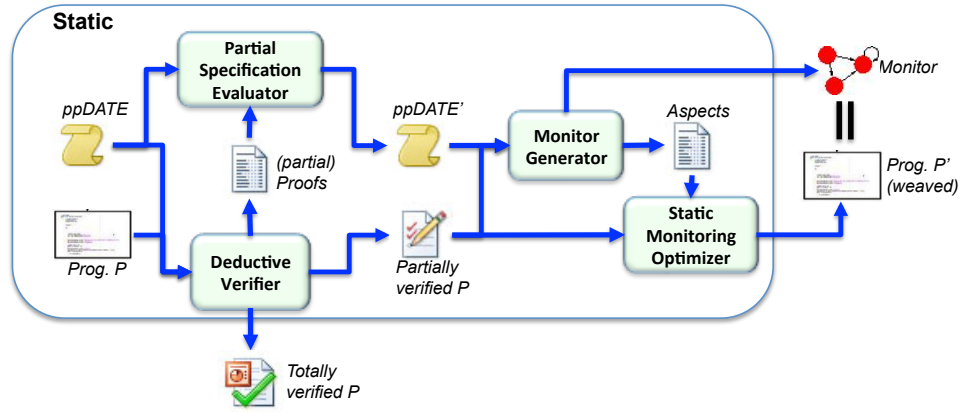 Static
Partial
Specification
Evaluator
ppDATE
ppDATE’
Monitor
Generator
Aspects
Monitor
(partial)
Proofs
Prog. P
Deductive
Verifier
Partially
verified P
Static
Monitoring
Optimizer
Prog. P’
(weaved)
Totally
verified P